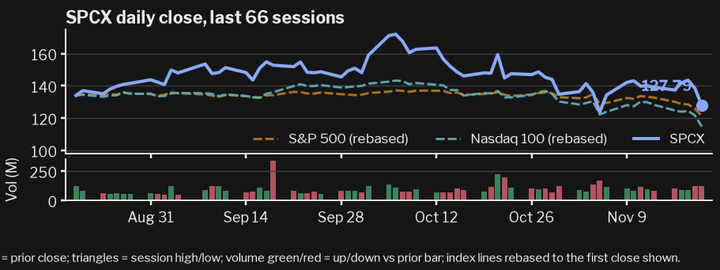 SPCX daily close, last 66 sessions
160
140
120
100
127.79
S&P 500 (rebased) Nasdaq 100 (rebased) SPCX
Vol (M)
250
0
Aug 31 Sep 14 Sep 28 Oct 12 Oct 26 Nov 9
= prior close; triangles = session high/low; volume green/red = up/down vs prior bar; index lines rebased to the first close shown.